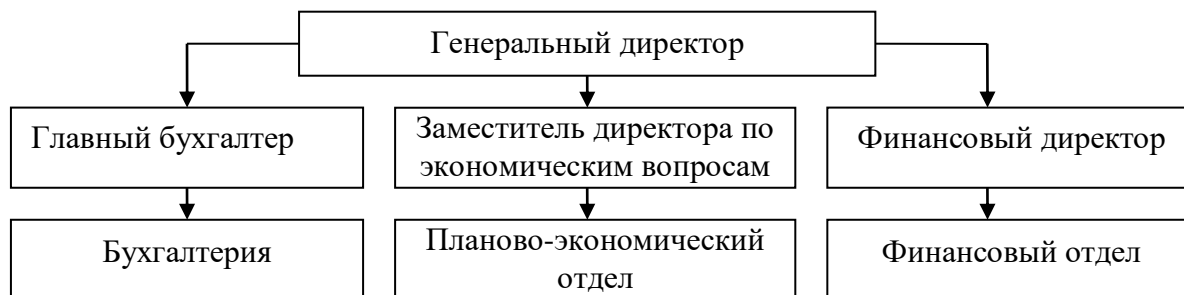 Генеральный директор
Главный бухгалтер
Заместитель директора по
экономическим вопросам
Финансовый директор
Бухгалтерия
Планово-экономический
отдел
Финансовый отдел